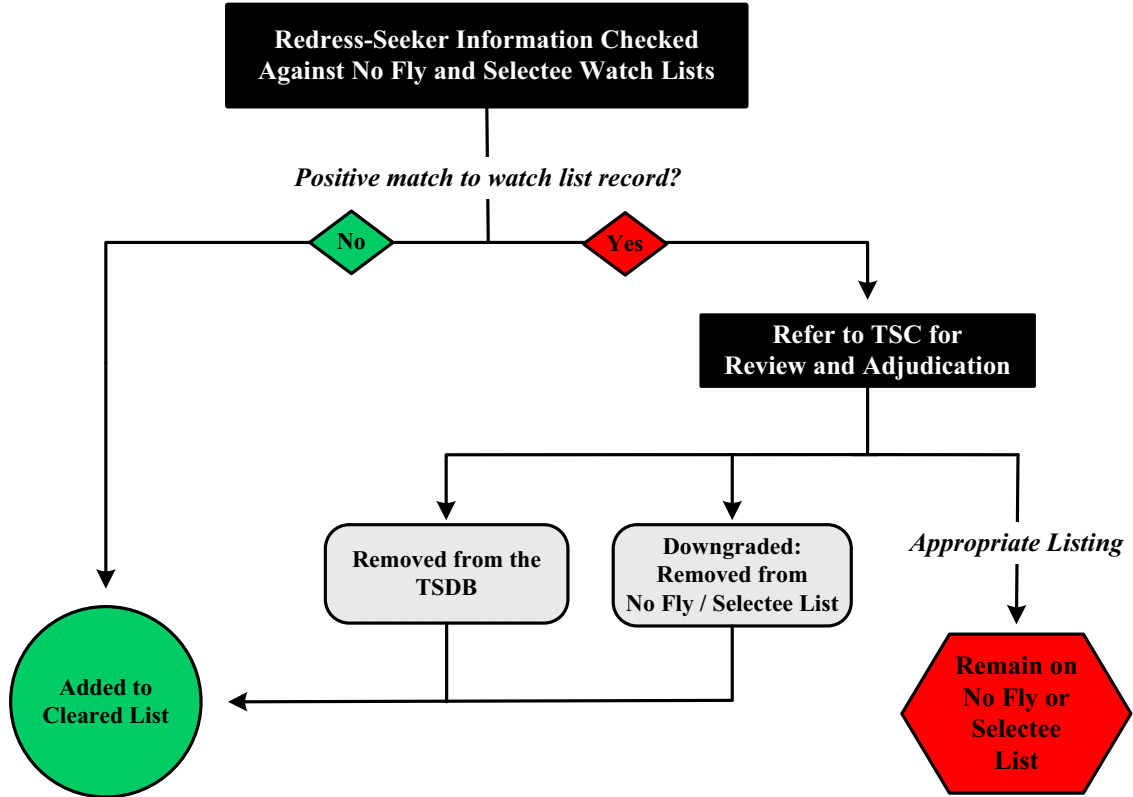 Redress-Seeker Information Checked
Against No Fly and Selectee Watch Lists
Positive match to watch list record?
No
Yes
Refer to TSC for
Review and Adjudication
Removed from the
TSDB
Downgraded:
Removed from
No Fly / Selectee List
Appropriate Listing
Added to
Cleared List
Remain on
No Fly or
Selectee
List